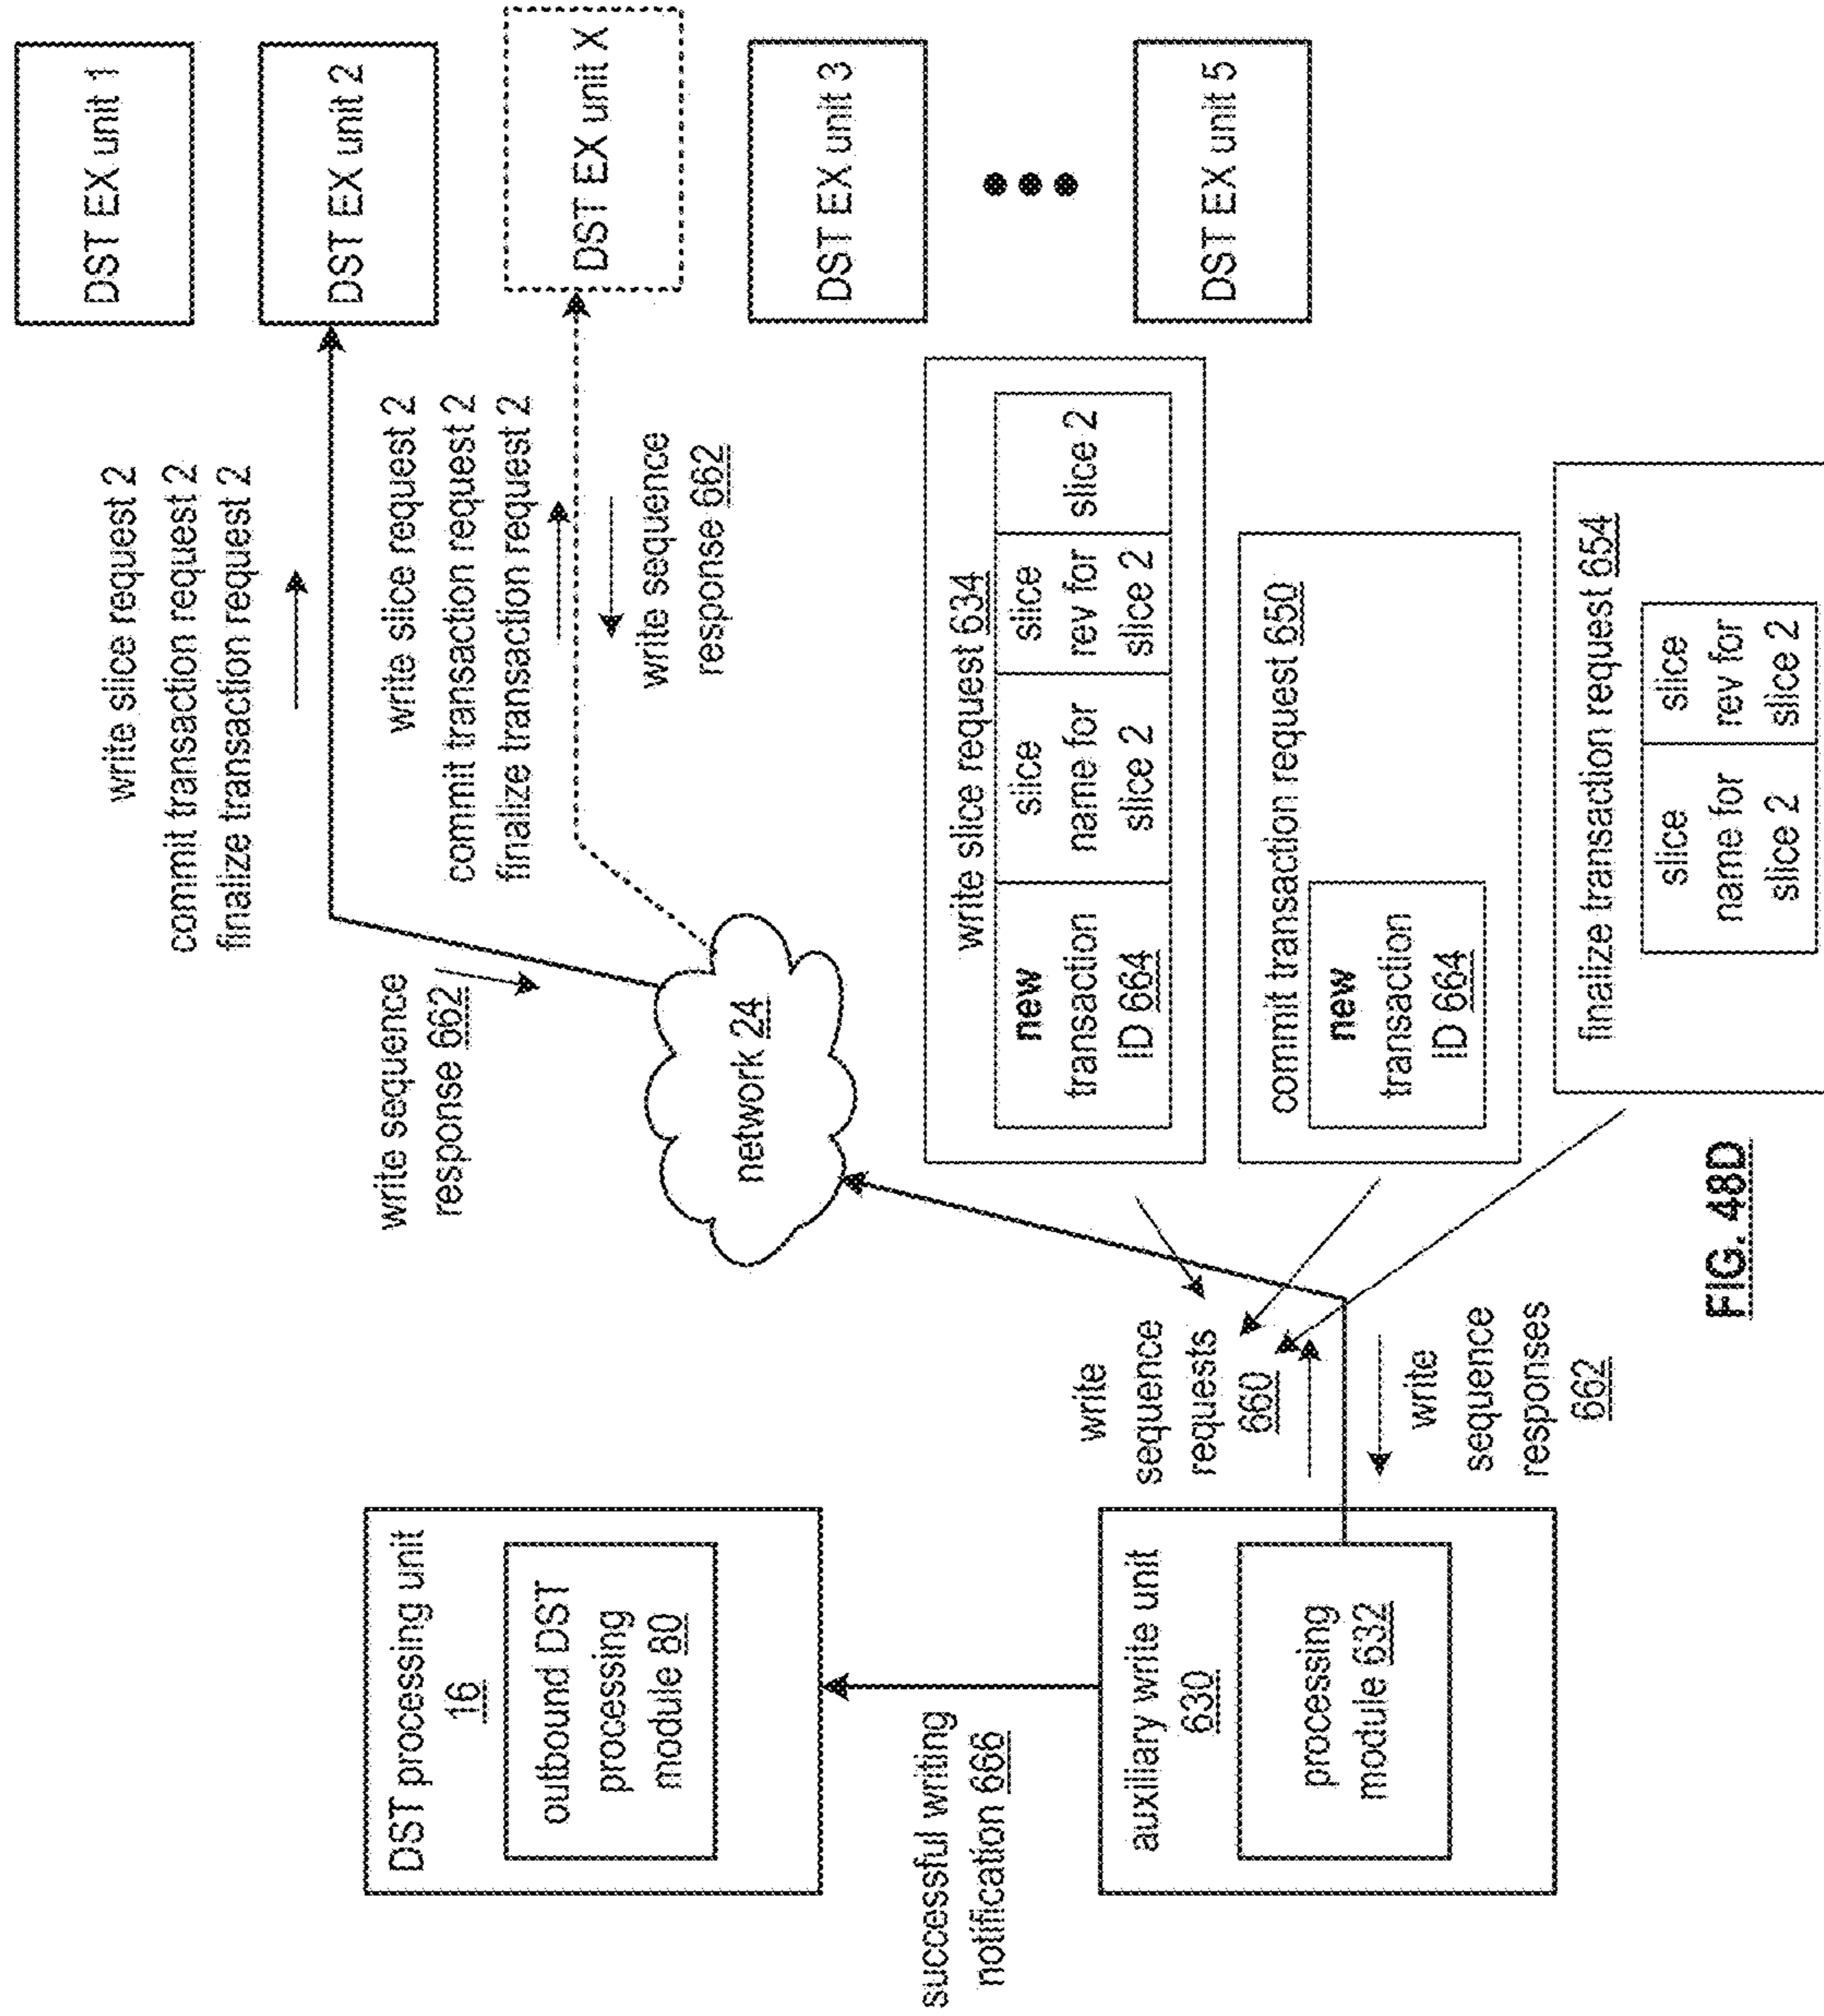 DST processing unit
16
outbound DST
processing
module 80
successful writing
notification 666
auxiliary write unit
630
processing
module 632
write
sequence
requests
660
write
sequence
responses
662
network 24
write sequence
response 662
write slice request 2
commit transaction request 2
finalize transaction request 2
write slice request 2
commit transaction request 2
finalize transaction request 2
write sequence
response 662
DST EX unit 1
DST EX unit 2
DST EX unit X
DST EX unit 3
DST EX unit 5
write slice request 634
new
transaction
ID 664
slice
name for
slice 2
slice
rev for
slice 2
slice 2
commit transaction request 650
new
transaction
ID 664
finalize transaction request 654
slice
name for
slice 2
slice
rev for
slice 2
FIG. 48D